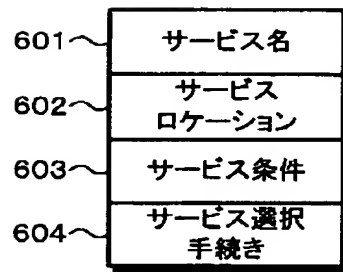 601 サービス名
602 サービス
ロケーション
603 サービス条件
604 サービス選択
手続き